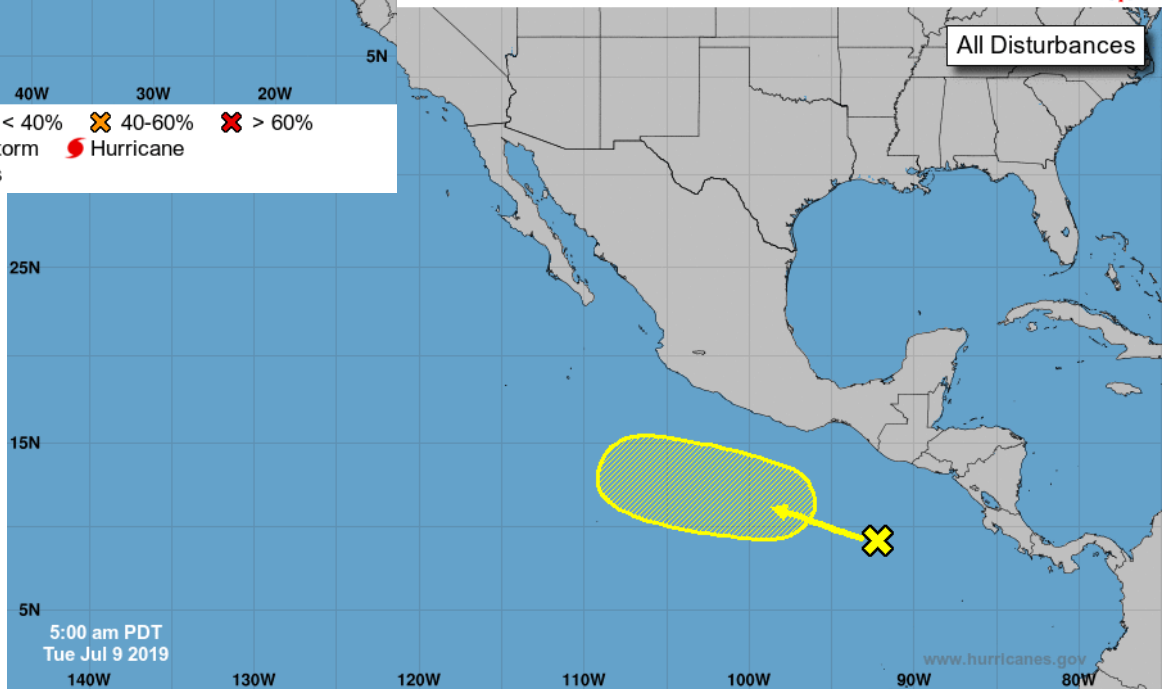 All Disturbances
5N
40W 30W 20W
< 40% 40-60% > 60%
Hurricane
25N
15N
5N
5:00 am PDT
Tue Jul 9 2019
www.hurricanes.gov
140W 130W 120W 110W 100W 90W 80W